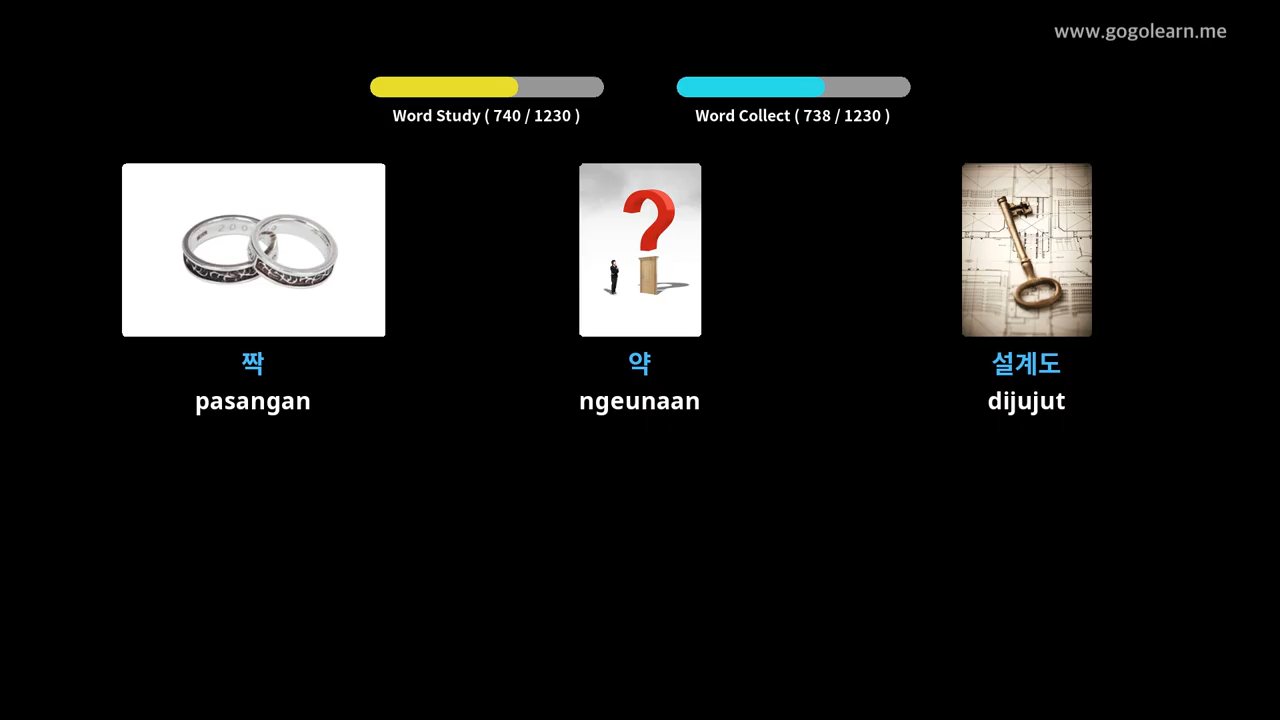 www.gogolearn.me
Word Study ( 740 / 1230 )
Word Collect ( 738 / 1230 )
짝
pasangan
약
ngeunaan
설계도
dijujut